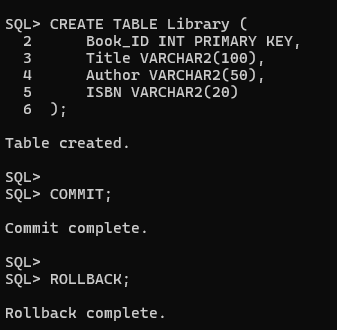 SQL> CREATE TABLE Library (
  2      Book_ID INT PRIMARY KEY,
  3      Title VARCHAR2(100),
  4      Author VARCHAR2(50),
  5      ISBN VARCHAR2(20)
  6  );
Table created.
SQL>
SQL> COMMIT;
Commit complete.
SQL>
SQL> ROLLBACK;
Rollback complete.